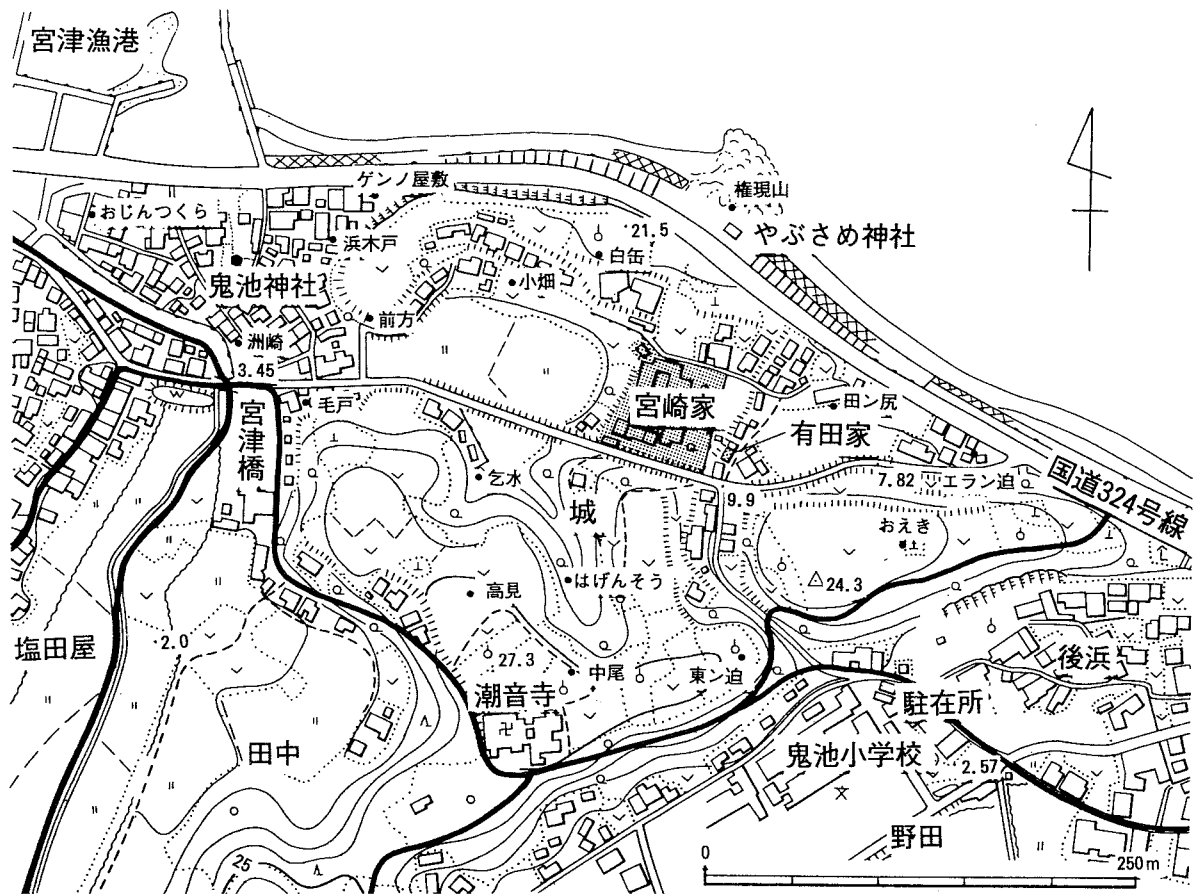 宮津漁港
ゲンノ屋敷
権現山
おじんつくら
浜木戸
21.5
やぶさめ神社
白缶
鬼池神社
小畑
前方
洲崎
3.45
宮崎家
田ン尻
毛戸
有田家
宮津橋
国道324号線
乞水
7.82
エラン迫
9.9
城
おえき
はげんそう
24.3
高見
2.0
塩田屋
27.3
中尾
東ン迫
後浜
潮音寺
駐在所
卍
田中
鬼池小学校
2.57
文
野田
25
0
250m